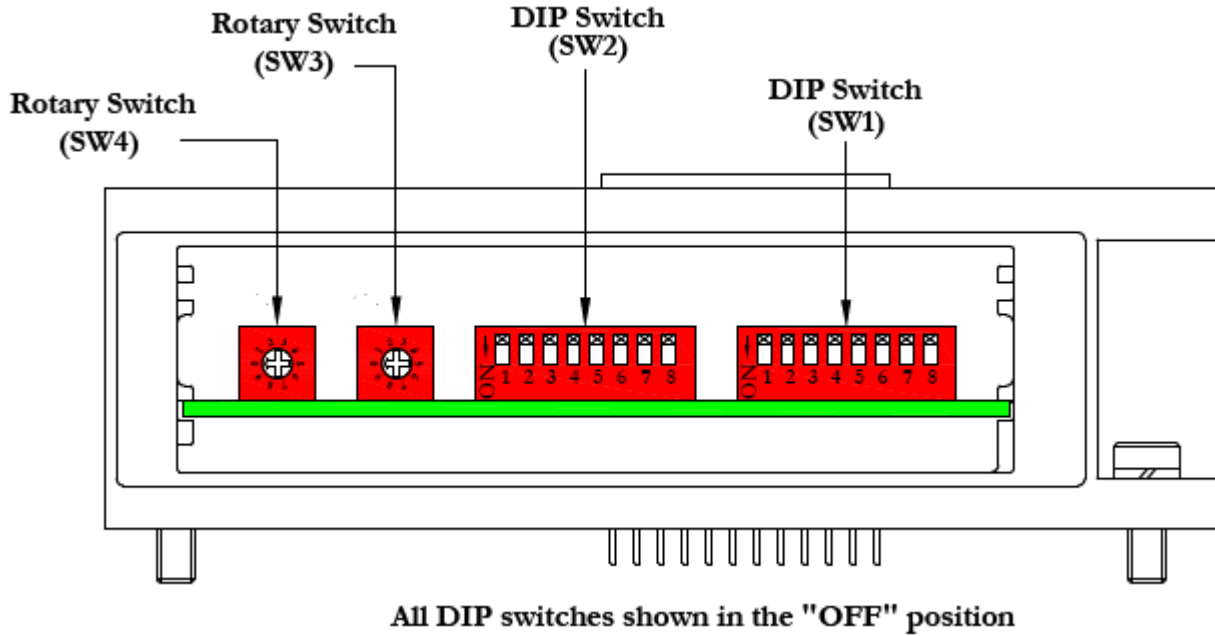 Rotary Switch
(SW3)
DIP Switch
(SW2)
Rotary Switch
(SW4)
DIP Switch
(SW1)
ON
1 2 3 4 5 6 7 8
ON
1 2 3 4 5 6 7 8
All DIP switches shown in the "OFF" position